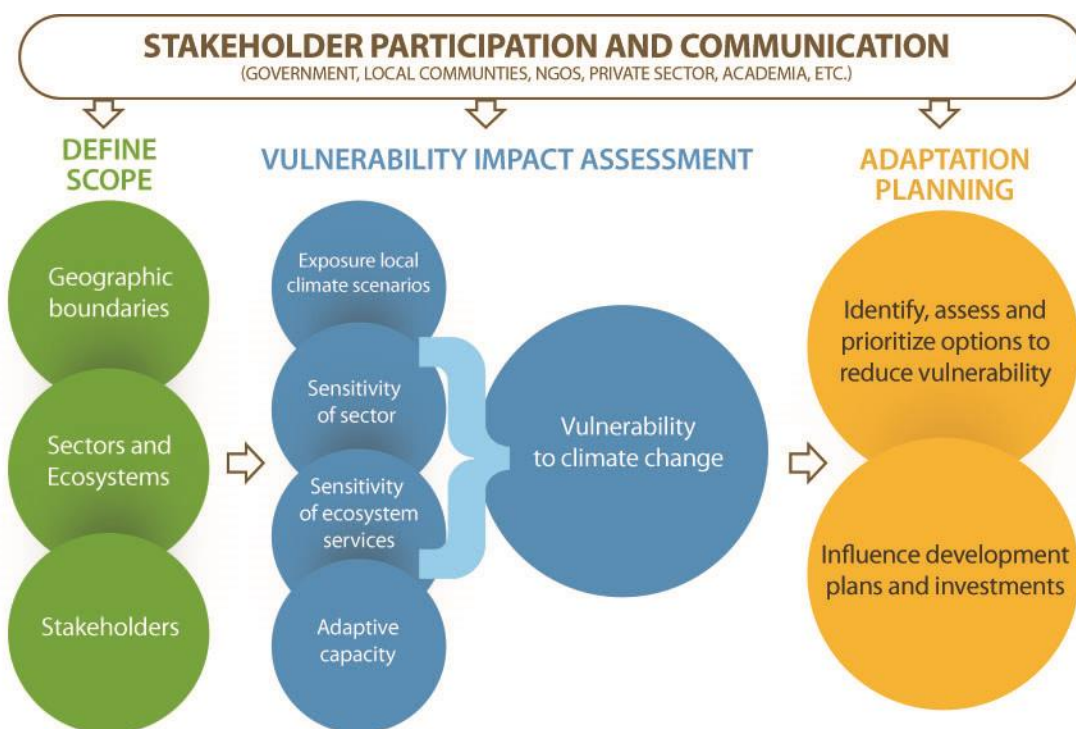 STAKEHOLDER PARTICIPATION AND COMMUNICATION
(GOVERNMENT, LOCAL COMMUNTIES, NGOS, PRIVATE SECTOR, ACADEMIA, ETC.)
DEFINE
SCOPE
Geographic
boundaries
Sectors and
Ecosystems
Stakeholders
VULNERABILITY IMPACT ASSESSMENT
Exposure local
climate scenarios
Sensitivity
of sector
Sensitivity
of ecosystem
services
Adaptive
capacity
Vulnerability
to climate change
ADAPTATION
PLANNING
Identify, assess and
prioritize options to
reduce vulnerability
Influence development
plans and investments